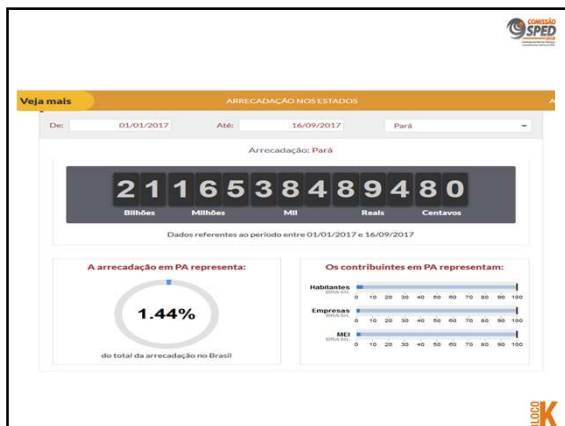 COMISSÃO
SPED
Veja mais
ARRECADAÇÃO NOS ESTADOS
A
De: 01/01/2017 Até: 16/09/2017 Pará
Arrecadação: Pará
2 1 1 6 5 3 8 4 8 9 4 8 0
Bilhões Milhões Mil Reais Centavos
Dados referentes ao período entre 01/01/2017 e 16/09/2017
A arrecadação em PA representa:
1.44%
do total da arrecadação no Brasil
Os contribuintes em PA representam:
Habitantes
BRASIL
0 10 20 30 40 50 60 70 80 90 100
Empresas
BRASIL
0 10 20 30 40 50 60 70 80 90 100
MEI
BRASIL
0 10 20 30 40 50 60 70 80 90 100
BLOCO K